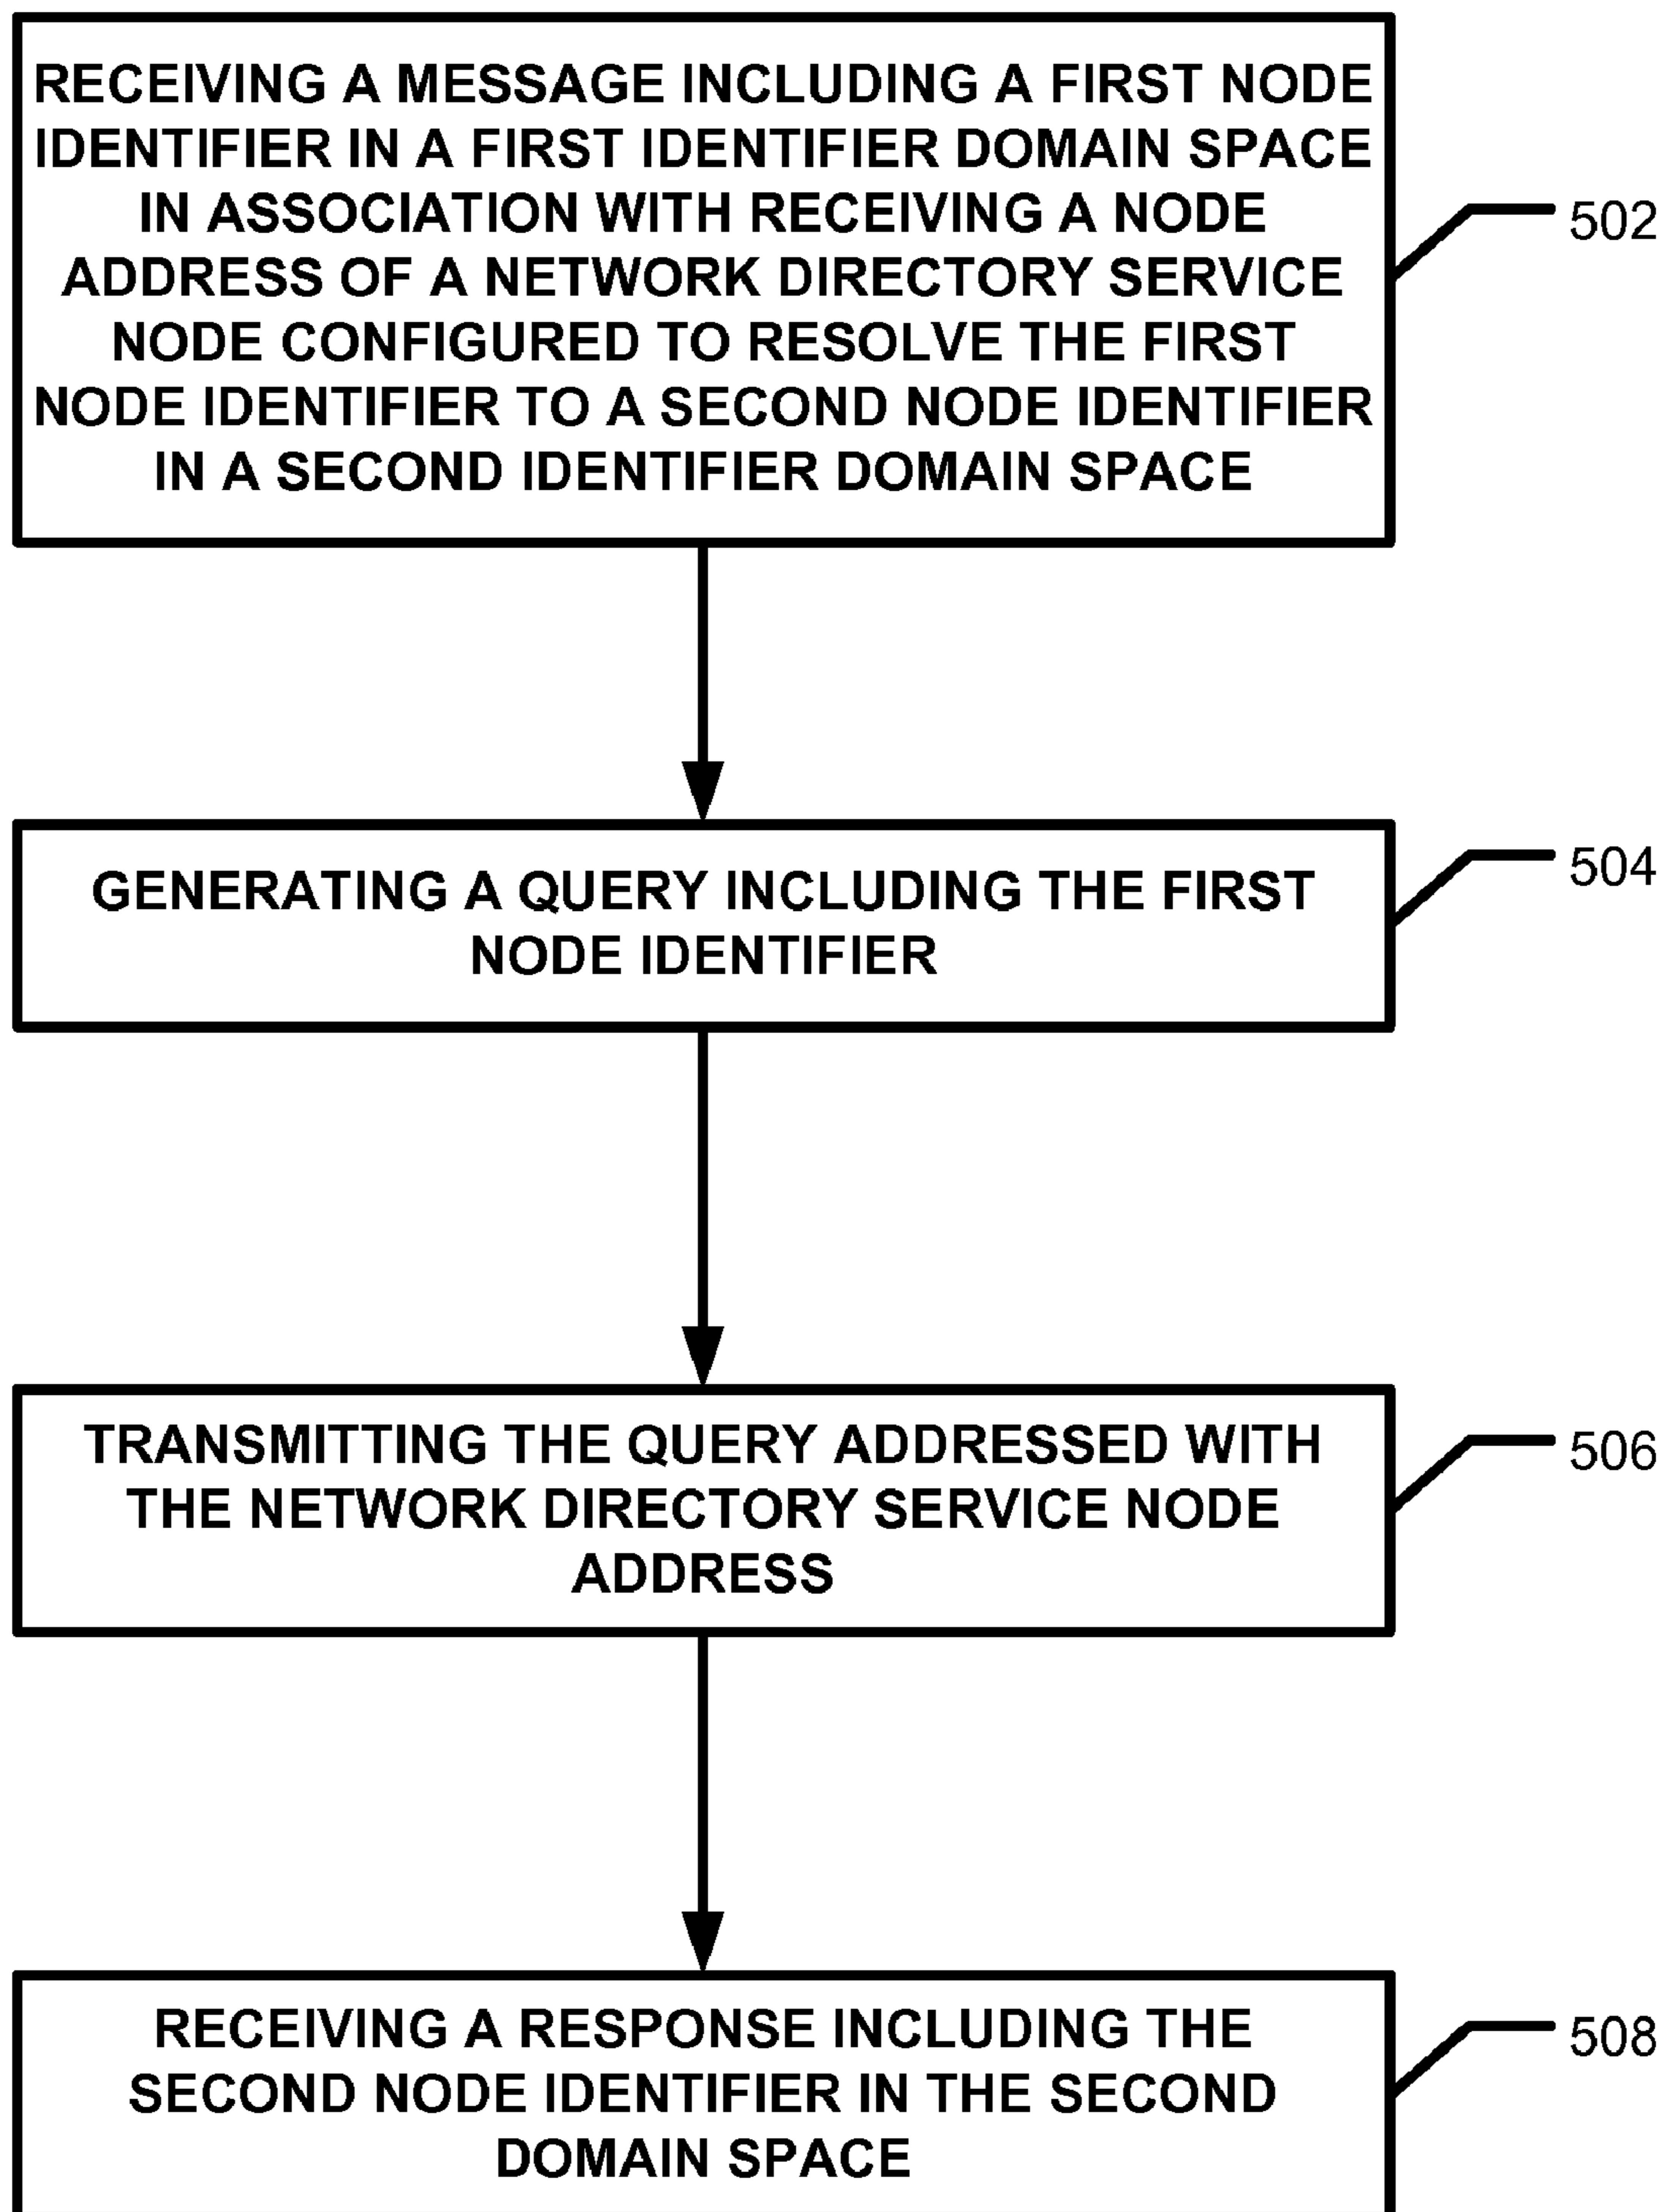 RECEIVING A MESSAGE INCLUDING A FIRST NODE
IDENTIFIER IN A FIRST IDENTIFIER DOMAIN SPACE
IN ASSOCIATION WITH RECEIVING A NODE
ADDRESS OF A NETWORK DIRECTORY SERVICE
NODE CONFIGURED TO RESOLVE THE FIRST
NODE IDENTIFIER TO A SECOND NODE IDENTIFIER
IN A SECOND IDENTIFIER DOMAIN SPACE
502
GENERATING A QUERY INCLUDING THE FIRST
NODE IDENTIFIER
504
TRANSMITTING THE QUERY ADDRESSED WITH
THE NETWORK DIRECTORY SERVICE NODE
ADDRESS
506
RECEIVING A RESPONSE INCLUDING THE
SECOND NODE IDENTIFIER IN THE SECOND
DOMAIN SPACE
508